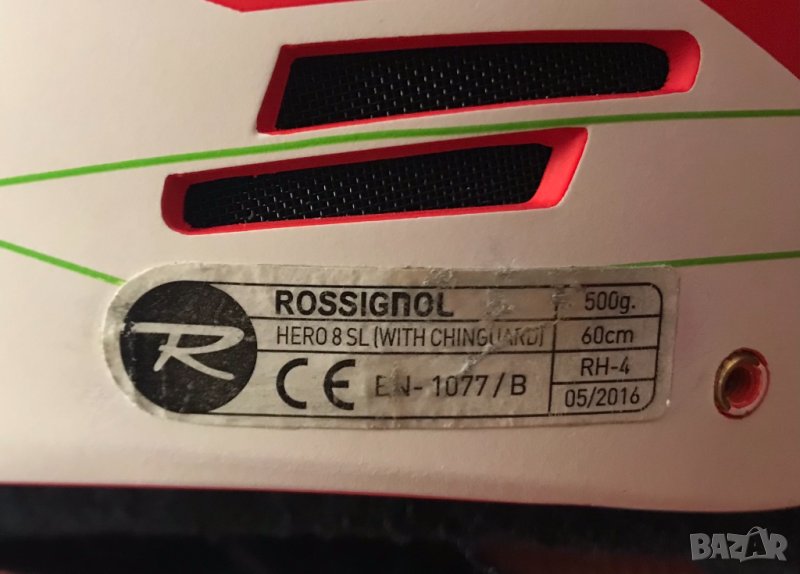 ROSSIGNOL 500g.
HERO 8 SL (WITH CHINGUARD) 60cm
RH-4
CE EN-1077/B 05/2016
R
BAZAR